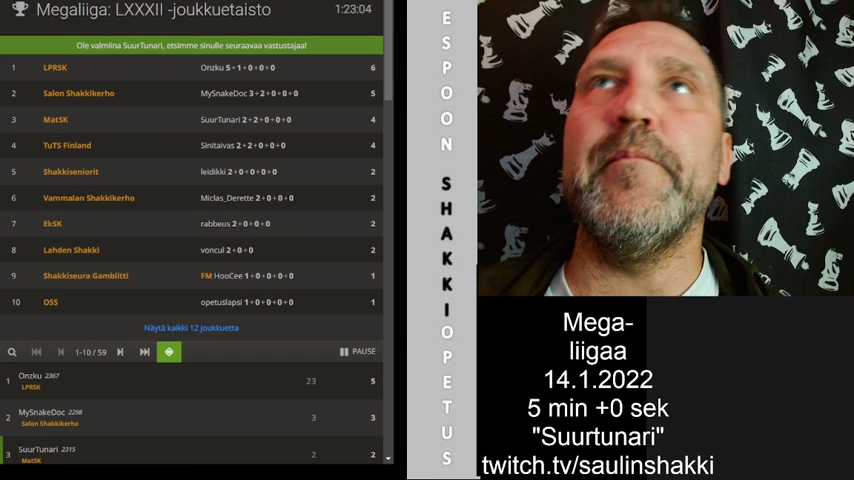 Megaliiga: LXXXII -joukkuetaisto 1:23:04
Ole valmiina SuurTunari, etsimme sinulle seuraavaa vastustajaa!
1 LPRSK Onzku 5+1+0+0+0 6
2 Salon Shakkikerho MySnakeDoc 3+2+0+0+0 5
3 MatSK SuurTunari 2+2+0+0+0 4
4 TuTS Finland Sinitaivas 2+2+0+0+0 4
5 Shakkiseniorit leidikki 2+0+0+0+0 2
6 Vammalan Shakkikerho Miclas_Derette 2+0+0+0 2
7 EkSK rabbeus 2+0+0+0 2
8 Lahden Shakki voncul 2+0+0 2
9 Shakkiseura Gambiitti FM HooCee 1+0+0+0+0 1
10 OSS opetuslapsi 1+0+0+0+0 1
Näytä kaikki 12 joukkuetta
1-10 / 59 PAUSE
1 Onzku 2367 23 5
LPRSK
2 MySnakeDoc 2298 3 3
Salon Shakkikerho
3 SuurTunari 2315 2 2
MatSK
ESPOON SHAKKIOPETUS
Mega-
liigaa
14.1.2022
5 min +0 sek
"Suurtunari"
twitch.tv/saulinshakki